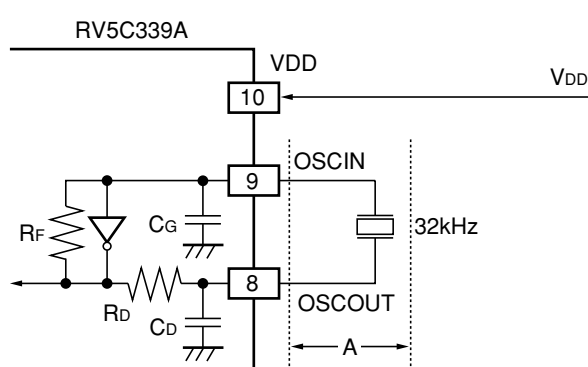 RV5C339A
VDD
10
VDD
OSCIN
9
RF
CG
32kHz
8
RD
CD
OSCOUT
A